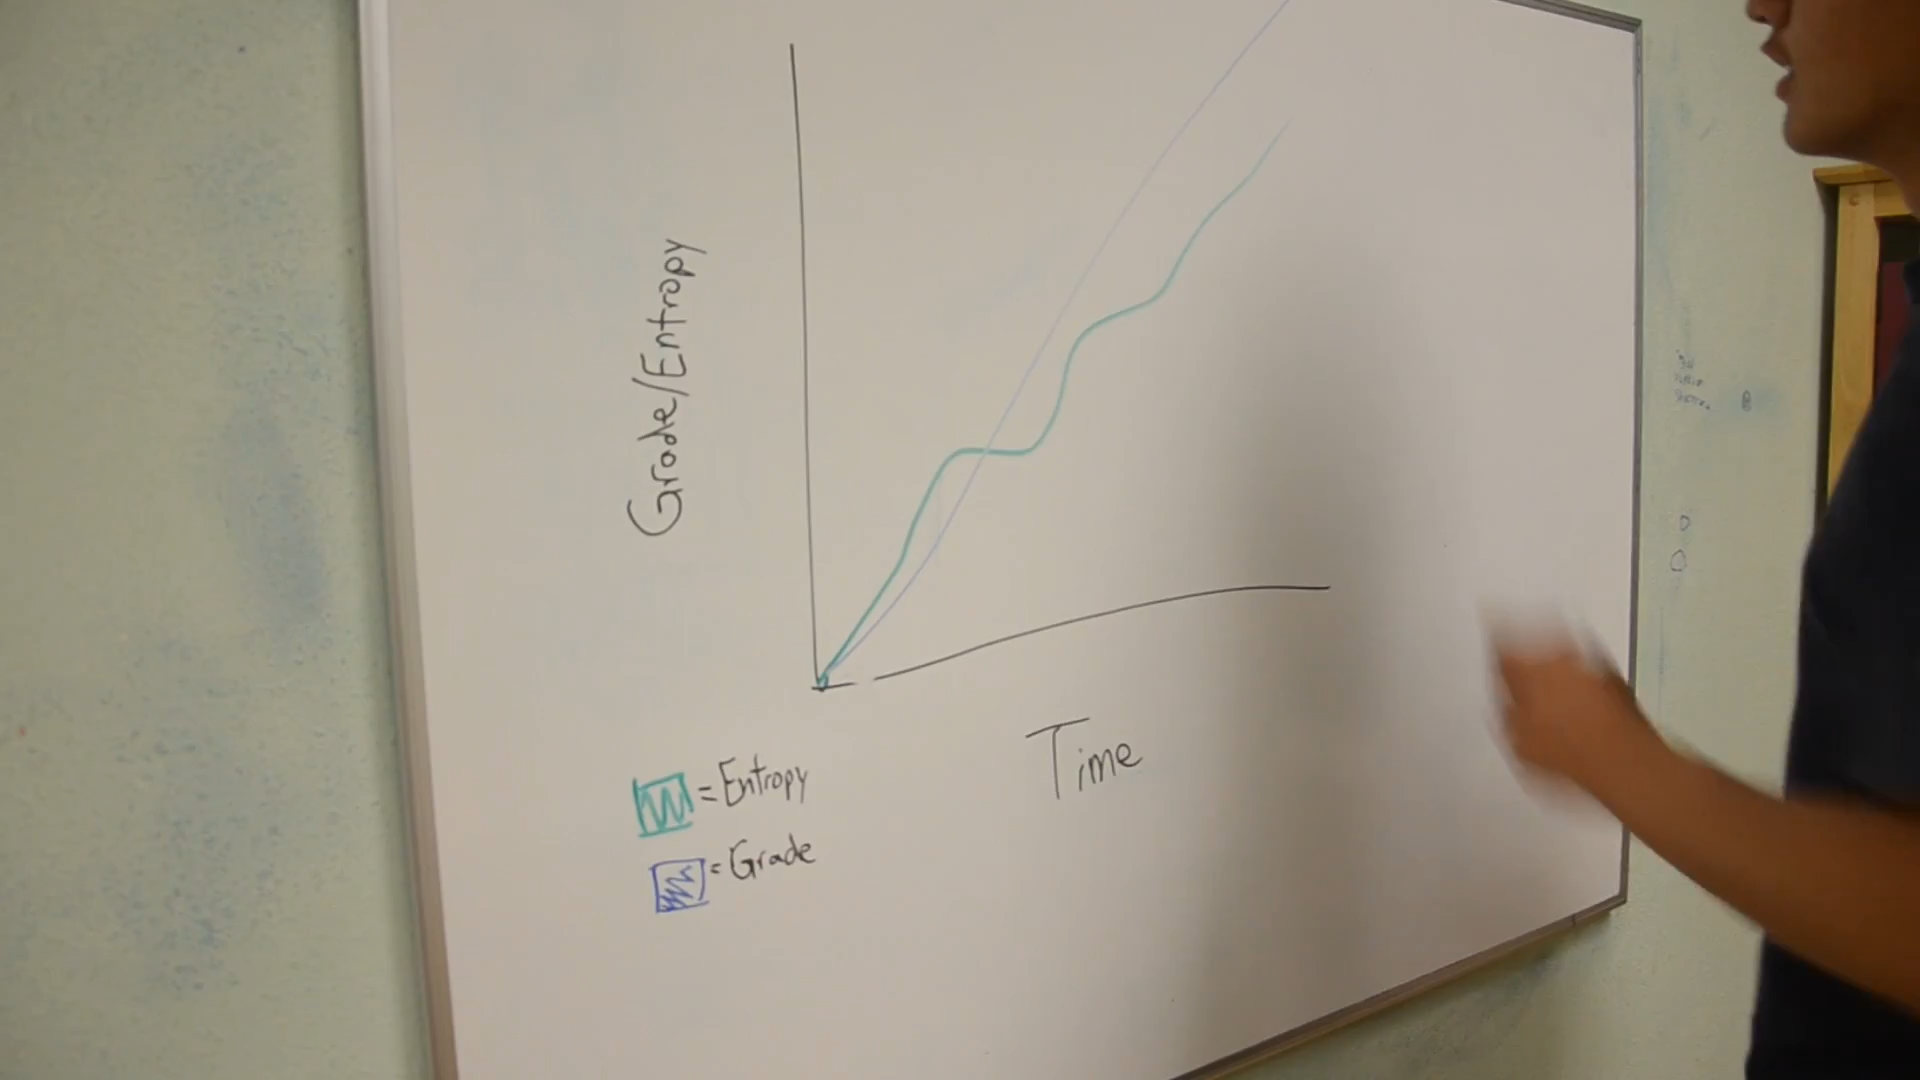 Grade/Entropy
Time
= Entropy
= Grade